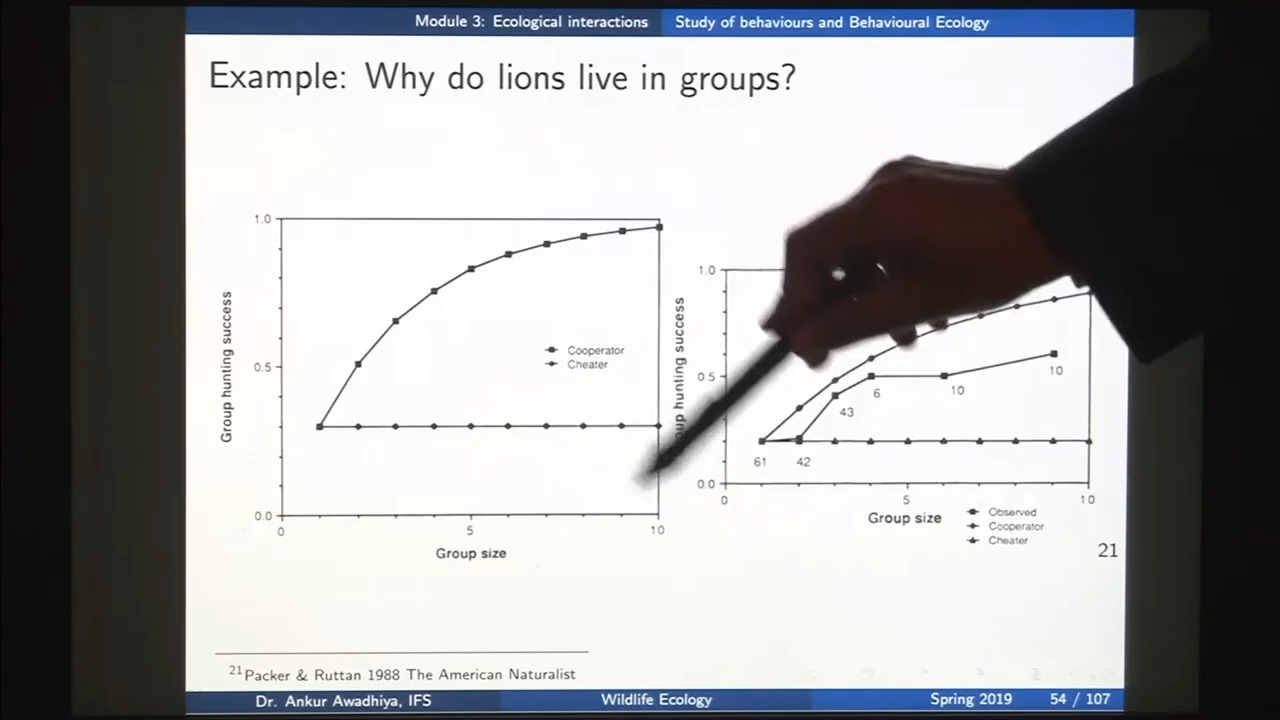 Module 3: Ecological interactions
Study of behaviours and Behavioural Ecology
Example: Why do lions live in groups?
Group hunting success
1.0
0.5
0.0
0
5
10
Group size
Cooperator
Cheater
hunting success
1.0
0.5
0.0
61
42
43
6
10
10
0
5
10
Group size
Observed
Cooperator
Cheater
21
21 Packer & Ruttan 1988 The American Naturalist
Dr. Ankur Awadhiya, IFS
Wildlife Ecology
Spring 2019
54 / 107